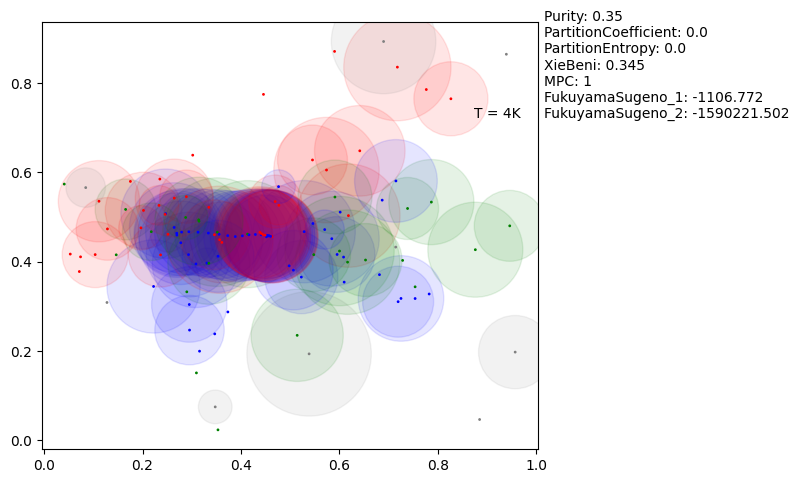 Purity: 0.35
PartitionCoefficient: 0.0
PartitionEntropy: 0.0
XieBeni: 0.345
MPC: 1
FukuyamaSugeno_1: -1106.772
FukuyamaSugeno_2: -1590221.502
T = 4K
0.8
0.6
0.4
0.2
0.0
0.0 0.2 0.4 0.6 0.8 1.0